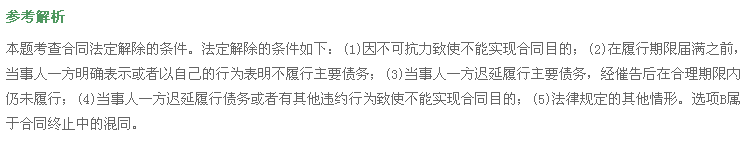 参考解析
本题考查合同法定解除的条件。法定解除的条件如下：(1)因不可抗力致使不能实现合同目的；(2)在履行期限届满之前，
当事人一方明确表示或者以自己的行为表明不履行主要债务；(3)当事人一方迟延履行主要债务，经催告后在合理期限内
仍未履行；(4)当事人一方迟延履行债务或者有其他违约行为致使不能实现合同目的；(5)法律规定的其他情形。选项B属
于合同终止中的混同。